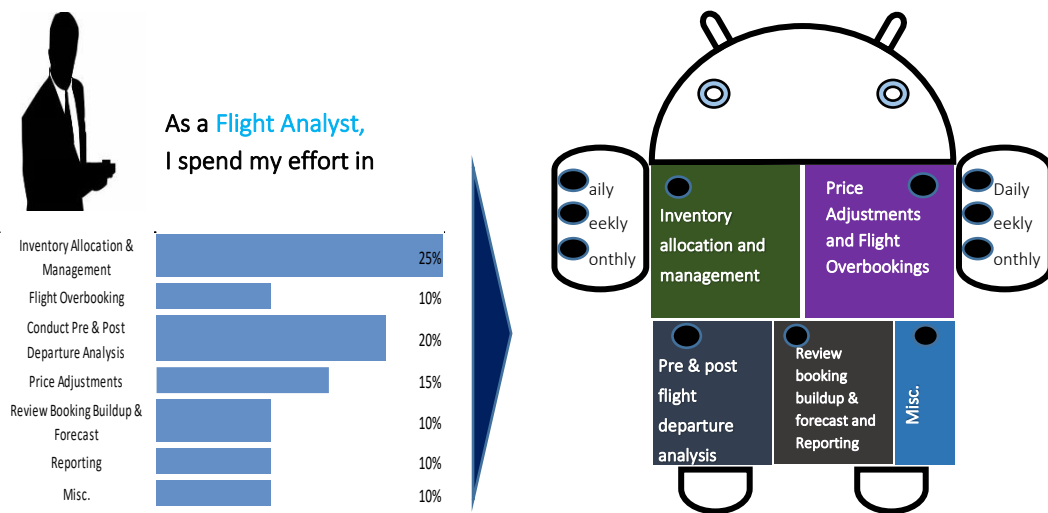 As a Flight Analyst,
I spend my effort in
Inventory Allocation &
Management
25%
Flight Overbooking
10%
Conduct Pre & Post
Departure Analysis
20%
Price Adjustments
15%
Review Booking Buildup &
Forecast
10%
Reporting
10%
Misc.
10%
aily
eekly
onthly
Inventory
allocation and
management
Price
Adjustments
and Flight
Overbookings
Daily
eekly
onthly
Pre & post
flight
departure
analysis
Review
booking
buildup &
forecast and
Reporting
Misc.